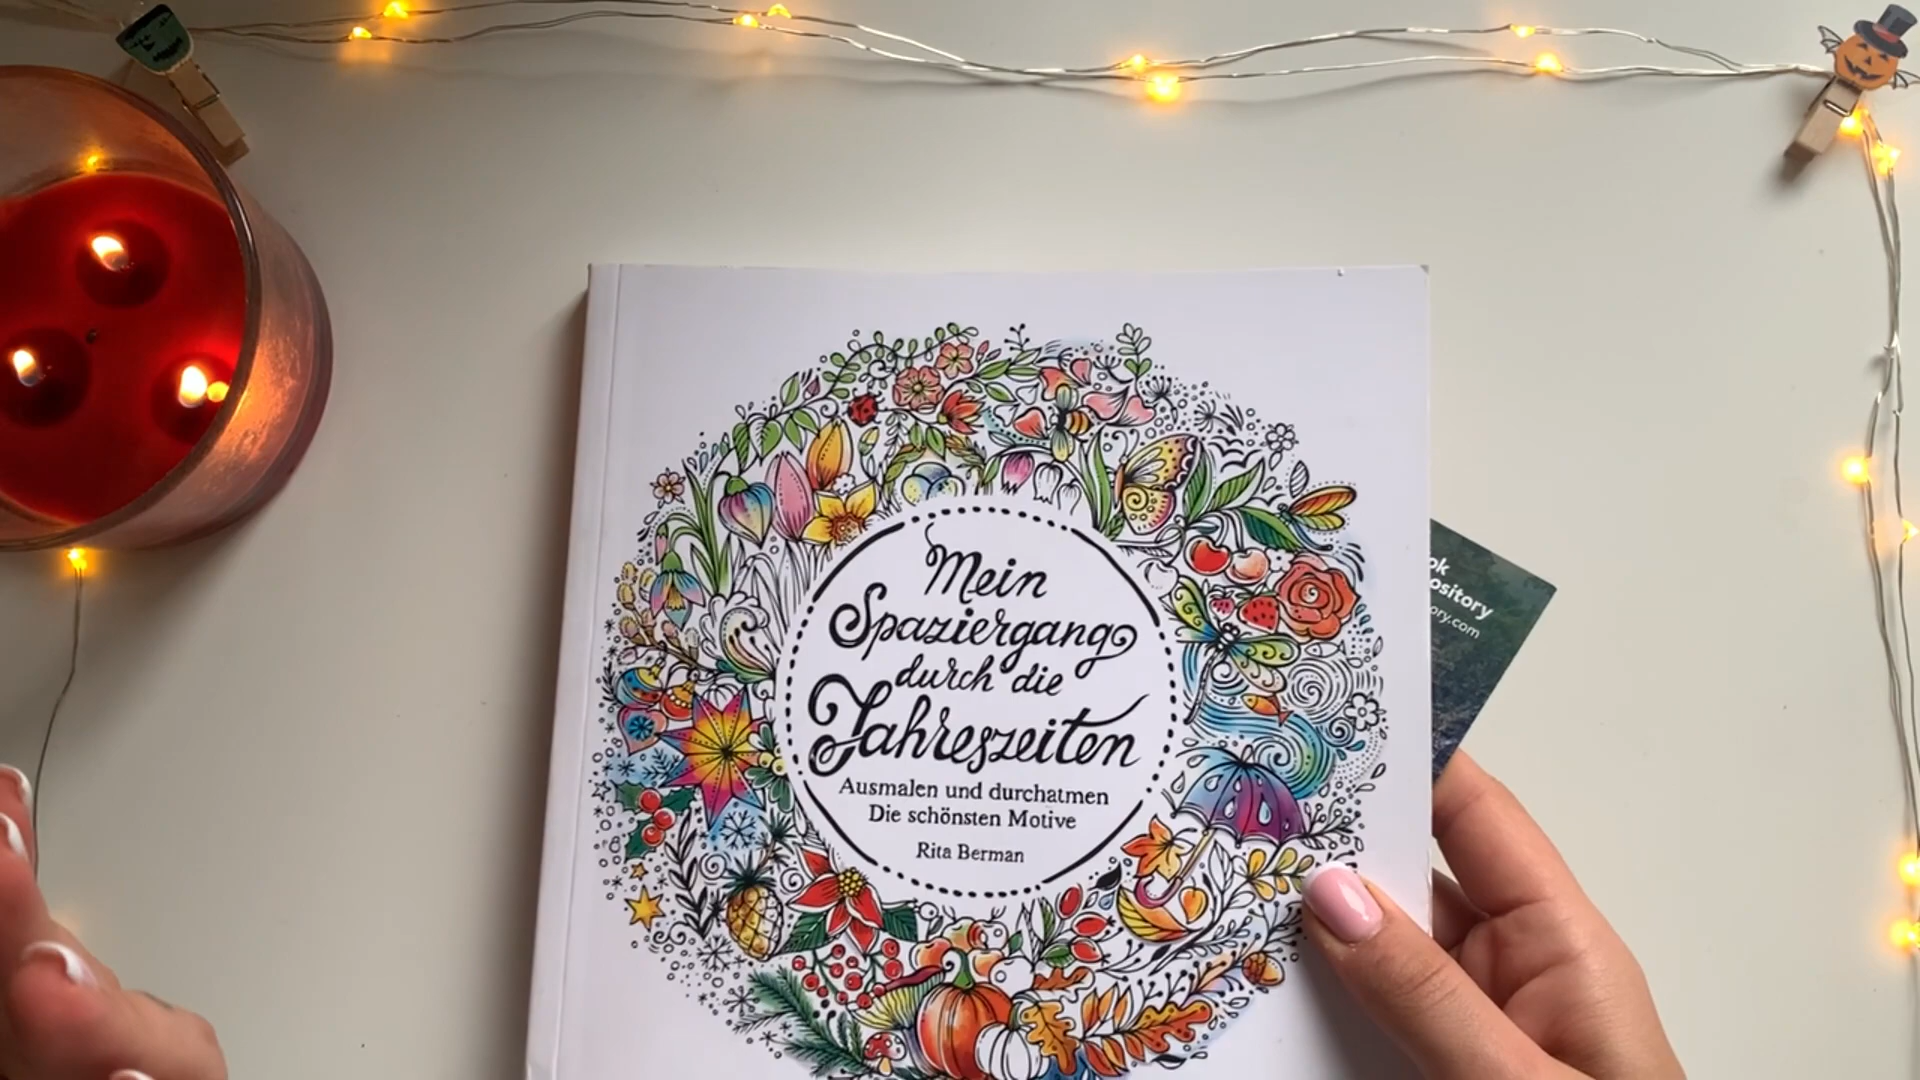 Mein
Spaziergang
durch die
Jahreszeiten
Ausmalen und durchatmen
Die schönsten Motive
Rita Berman